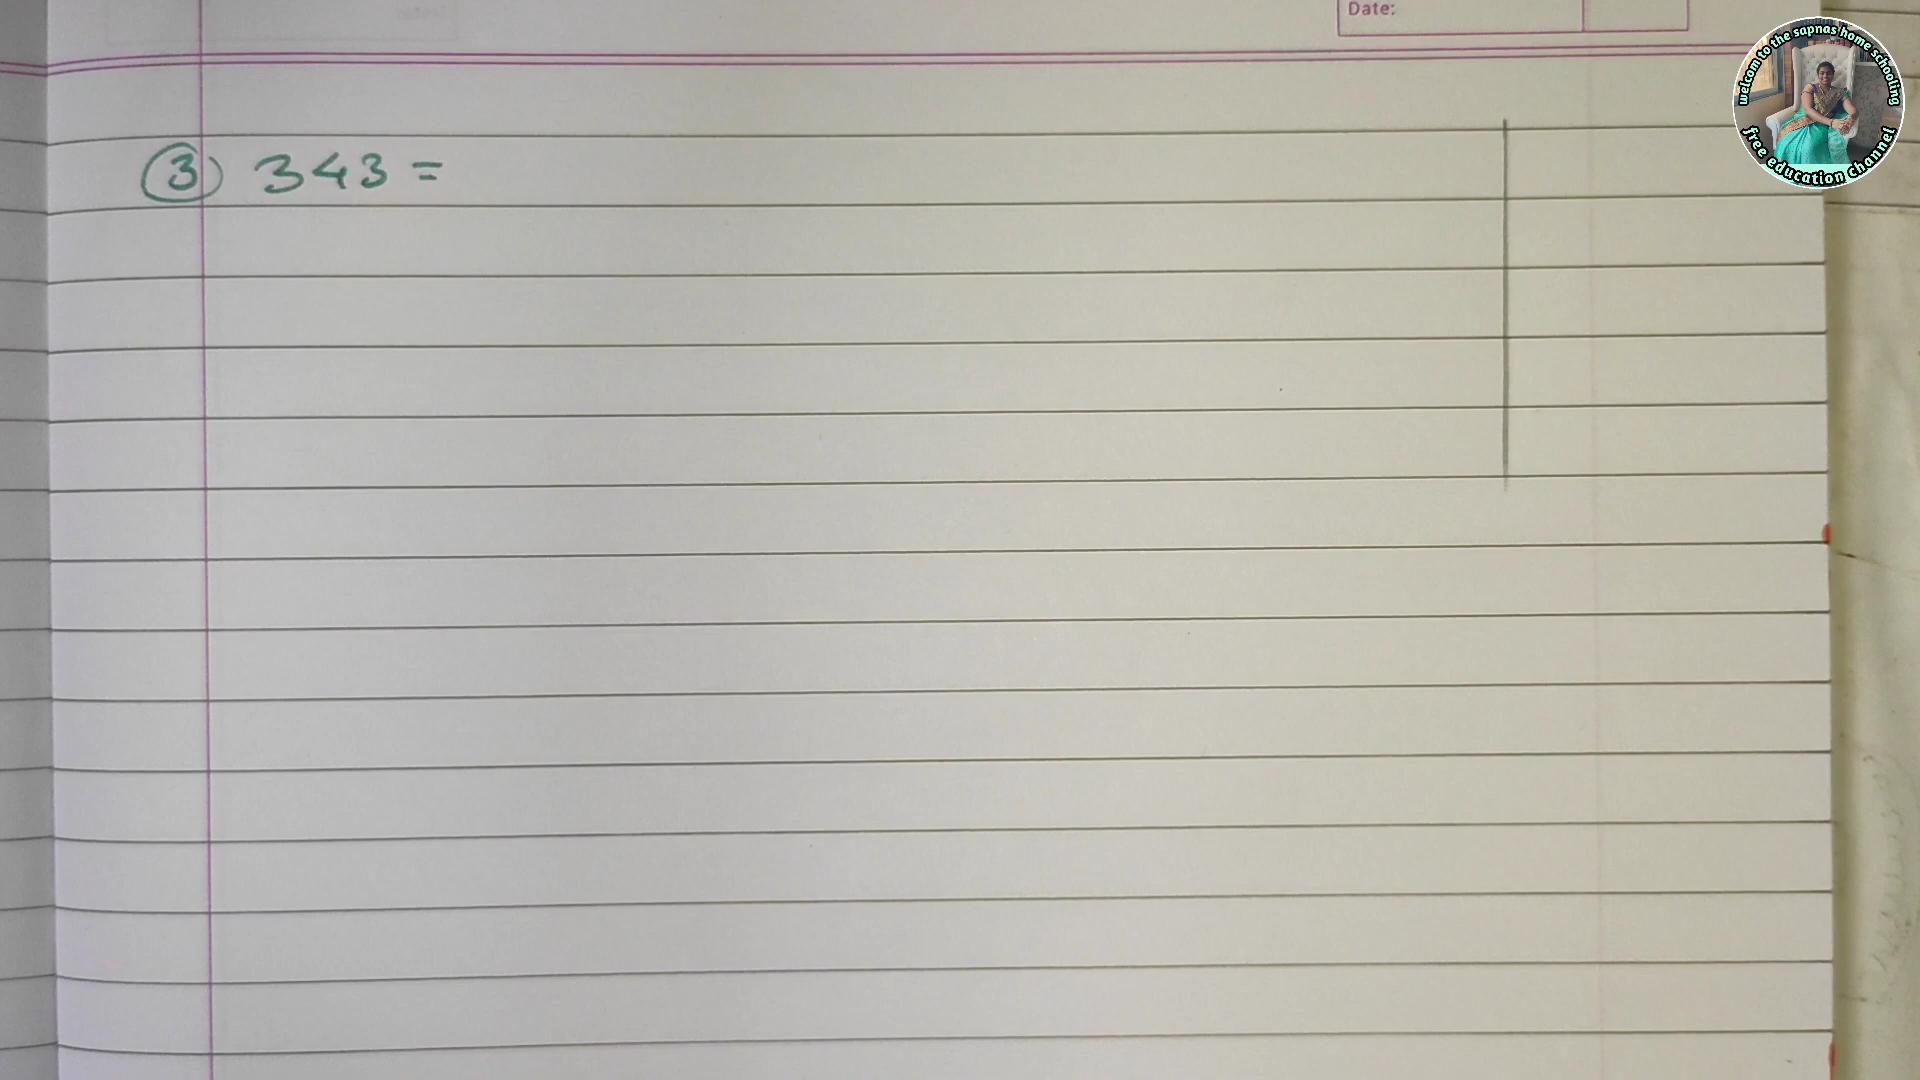 Date:
③ 343 =
welcom to the sapnas home schooling
free education channel